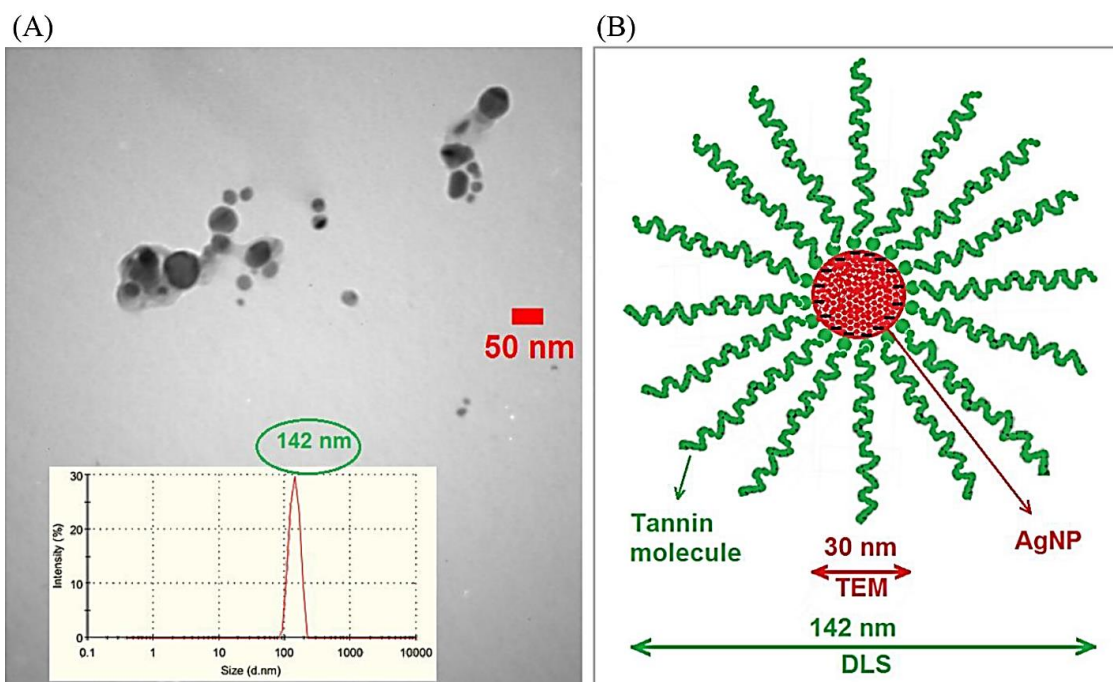 (A)
50 nm
142 nm
30
20
10
0
Intensity (%)
0.1 1 10 100 1000 10000
Size (d.nm)
(B)
Tannin
molecule
AgNP
30 nm
TEM
142 nm
DLS